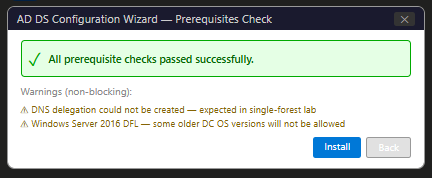 AD DS Configuration Wizard — Prerequisites Check
✓ All prerequisite checks passed successfully.
Warnings (non-blocking):
⚠ DNS delegation could not be created — expected in single-forest lab
⚠ Windows Server 2016 DFL — some older DC OS versions will not be allowed
Install Back